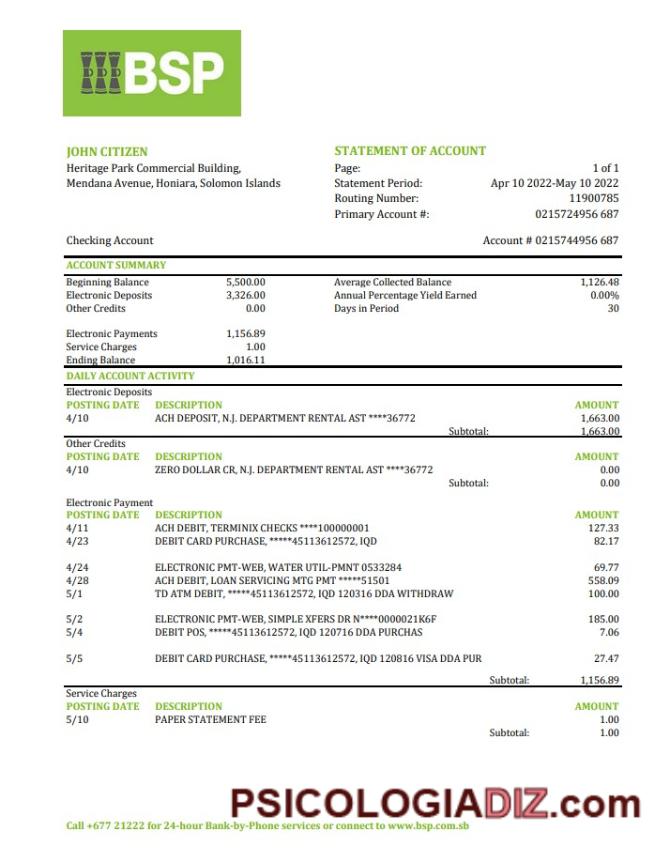 BSP
JOHN CITIZEN
Heritage Park Commercial Building,
Mendana Avenue, Honiara, Solomon Islands
STATEMENT OF ACCOUNT
Page: 1 of 1
Statement Period: Apr 10 2022-May 10 2022
Routing Number: 11900785
Primary Account #: 0215724956 687
Checking Account Account # 0215744956 687
ACCOUNT SUMMARY
Beginning Balance 5,500.00 Average Collected Balance 1,126.48
Electronic Deposits 3,326.00 Annual Percentage Yield Earned 0.00%
Other Credits 0.00 Days in Period 30
Electronic Payments 1,156.89
Service Charges 1.00
Ending Balance 1,016.11
DAILY ACCOUNT ACTIVITY
Electronic Deposits
POSTING DATE DESCRIPTION AMOUNT
4/10 ACH DEPOSIT, N.J. DEPARTMENT RENTAL AST ****36772 1,663.00
Subtotal: 1,663.00
Other Credits
POSTING DATE DESCRIPTION AMOUNT
4/10 ZERO DOLLAR CR, N.J. DEPARTMENT RENTAL AST ****36772 0.00
Subtotal: 0.00
Electronic Payment
POSTING DATE DESCRIPTION AMOUNT
4/11 ACH DEBIT, TERMINIX CHECKS ****100000001 127.33
4/23 DEBIT CARD PURCHASE, *****45113612572, IQD 82.17
4/24 ELECTRONIC PMT-WEB, WATER UTIL-PMNT 0533284 69.77
4/28 ACH DEBIT, LOAN SERVICING MTG PMT *****51501 558.09
5/1 TD ATM DEBIT, *****45113612572, IQD 120316 DDA WITHDRAW 100.00
5/2 ELECTRONIC PMT-WEB, SIMPLE XFERS DR N****0000021K6F 185.00
5/4 DEBIT POS, *****45113612572, IQD 120716 DDA PURCHAS 7.06
5/5 DEBIT CARD PURCHASE, *****45113612572, IQD 120816 VISA DDA PUR 27.47
Subtotal: 1,156.89
Service Charges
POSTING DATE DESCRIPTION AMOUNT
5/10 PAPER STATEMENT FEE 1.00
Subtotal: 1.00
PSICOLOGIADIZ.com
Call +677 21222 for 24-hour Bank-by-Phone services or connect to www.bsp.com.sb